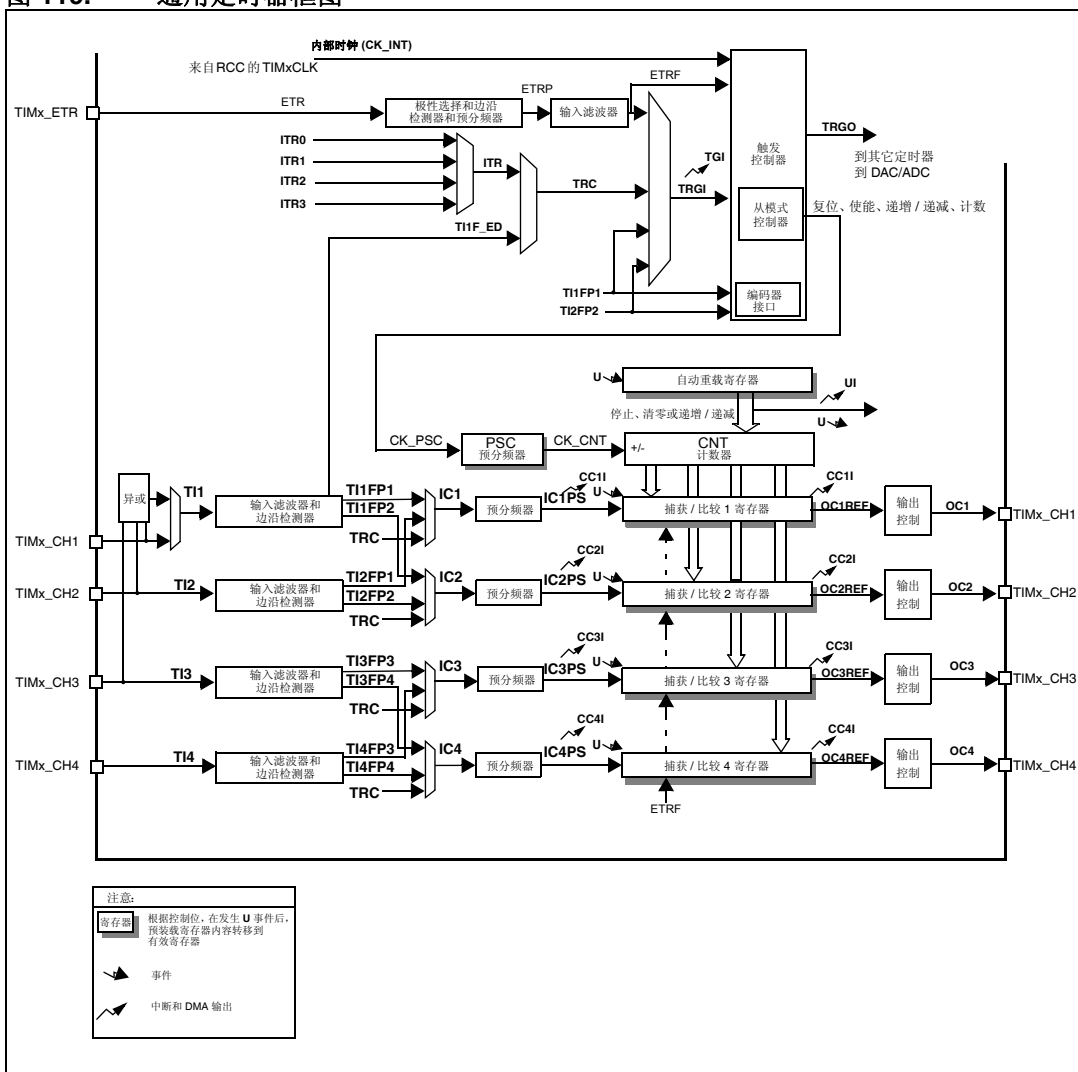 内部时钟 (CK_INT)
来自RCC 的 TIMxCLK
ETRF
ETRP
TIMx_ETR
ETR
极性选择和边沿
检测器和预分频器
输入滤波器
触发
控制器
TRGO
到其它定时器
到 DAC/ADC
ITR0
ITR1
ITR2
ITR3
ITR
TRC
TGI
TRGI
TI1F_ED
从模式
控制器
复位、使能、递增 / 递减、计数
TI1FP1
TI2FP2
编码器
接口
U
自动重载寄存器
UI
停止、清零或递增 / 递减
U
CK_PSC
PSC
预分频器
CK_CNT
+/-
CNT
计数器
异或
TI1
输入滤波器和
边沿检测器
TI1FP1
TI1FP2
TRC
IC1
预分频器
CC1I
IC1PS
U
捕获 / 比较 1 寄存器
CC1I
OC1REF
输出
控制
OC1
TIMx_CH1
TIMx_CH1
TIMx_CH2
TI2
输入滤波器和
边沿检测器
TI2FP1
TI2FP2
TRC
IC2
预分频器
CC2I
IC2PS
U
捕获 / 比较 2 寄存器
CC2I
OC2REF
输出
控制
OC2
TIMx_CH2
TIMx_CH3
TI3
输入滤波器和
边沿检测器
TI3FP3
TI3FP4
TRC
IC3
预分频器
CC3I
IC3PS
U
捕获 / 比较 3 寄存器
CC3I
OC3REF
输出
控制
OC3
TIMx_CH3
TIMx_CH4
TI4
输入滤波器和
边沿检测器
TI4FP3
TI4FP4
TRC
IC4
预分频器
CC4I
IC4PS
U
捕获 / 比较 4 寄存器
CC4I
OC4REF
输出
控制
OC4
TIMx_CH4
ETRF
注意:
寄存器
根据控制位，在发生 U 事件后，
预装载寄存器内容转移到
有效寄存器
事件
中断和 DMA 输出